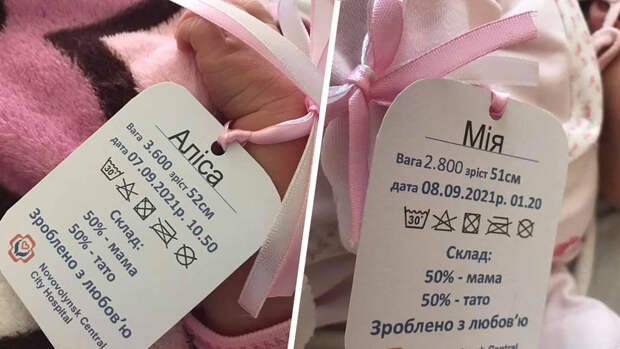 Аліса
Вага 3.600 зріст 52см
дата 07.09.2021р. 10.50
30°
Склад:
50% - мама
50% - тато
Зроблено з любов'ю
Novovolynsk Central
City Hospital
Мія
Вага 2.800 зріст 51см
дата 08.09.2021р. 01.20
30°
Склад:
50% - мама
50% - тато
Зроблено з любов'ю
Novovolynsk Central